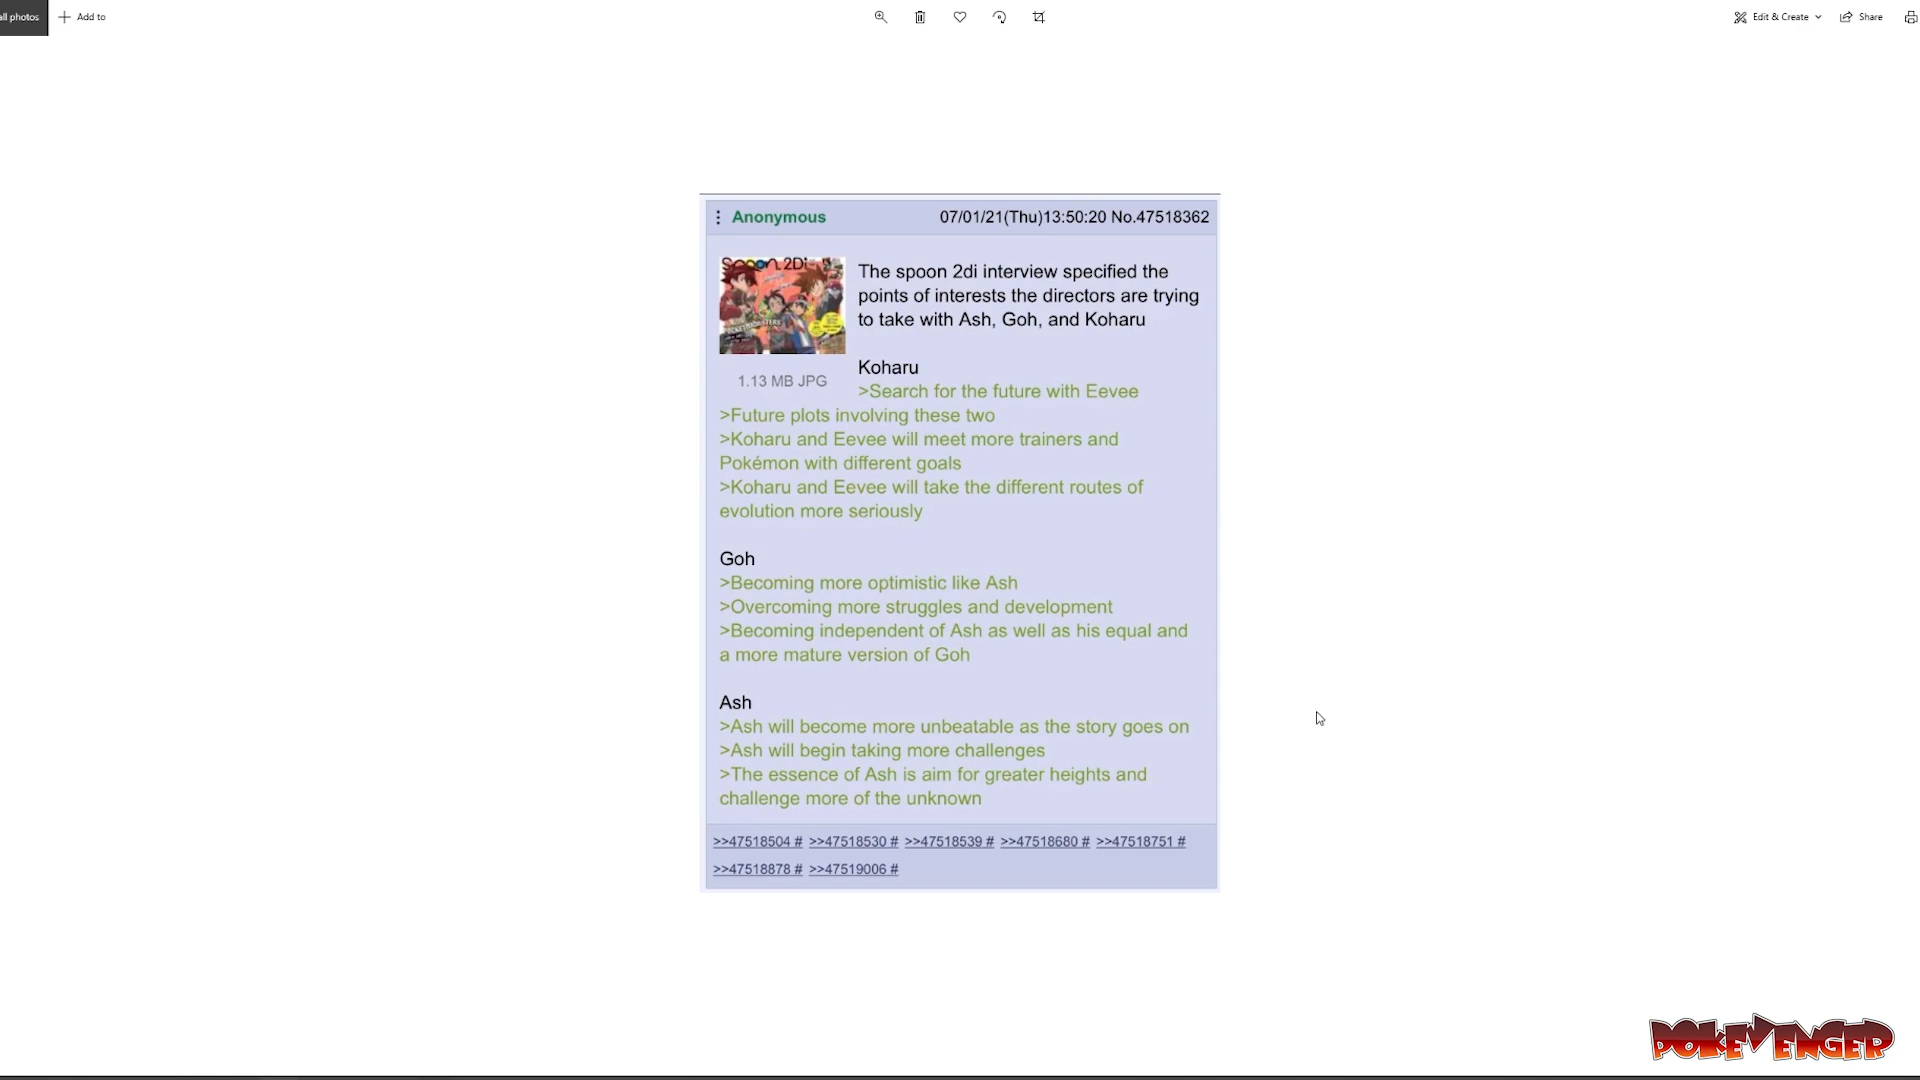 all photos
Add to
Edit & Create
Share
Anonymous 07/01/21(Thu)13:50:20 No.47518362
Spoon 2Di
The spoon 2di interview specified the
points of interests the directors are trying
to take with Ash, Goh, and Koharu
1.13 MB JPG
Koharu
>Search for the future with Eevee
>Future plots involving these two
>Koharu and Eevee will meet more trainers and
Pokémon with different goals
>Koharu and Eevee will take the different routes of
evolution more seriously
Goh
>Becoming more optimistic like Ash
>Overcoming more struggles and development
>Becoming independent of Ash as well as his equal and
a more mature version of Goh
Ash
>Ash will become more unbeatable as the story goes on
>Ash will begin taking more challenges
>The essence of Ash is aim for greater heights and
challenge more of the unknown
>>47518504 # >>47518530 # >>47518539 # >>47518680 # >>47518751 #
>>47518878 # >>47519006 #
POKEVENGER